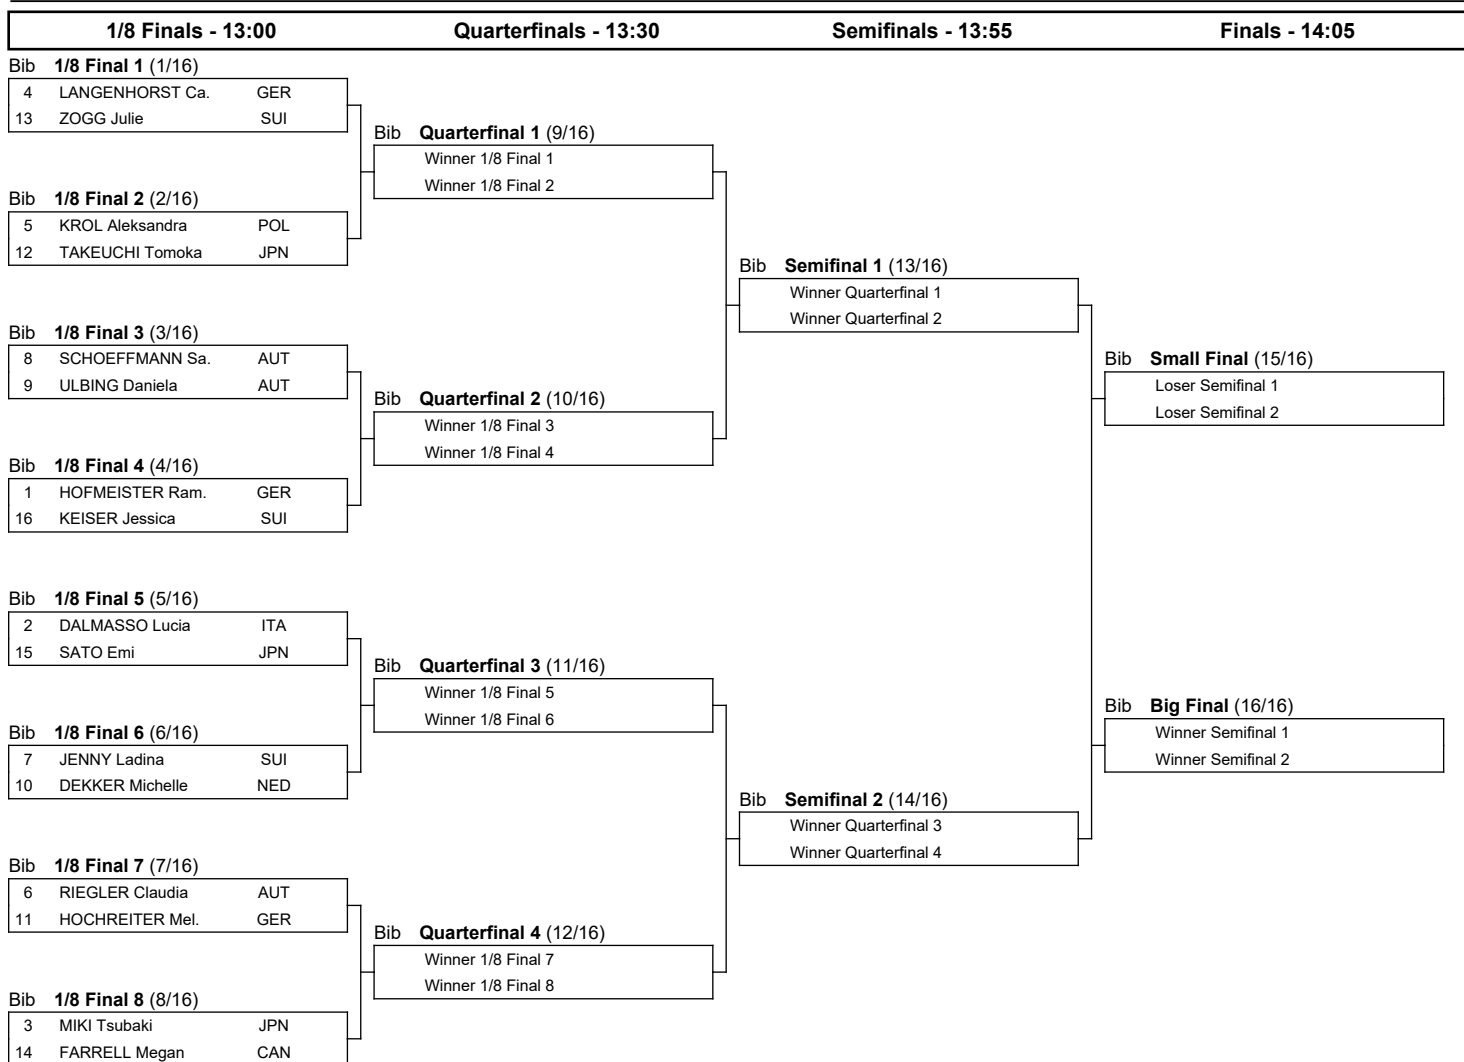 1/8 Finals - 13:00 Quarterfinals - 13:30 Semifinals - 13:55 Finals - 14:05
Bib 1/8 Final 1 (1/16)
4 LANGENHORST Ca. GER
13 ZOGG Julie SUI
Bib 1/8 Final 2 (2/16)
5 KROL Aleksandra POL
12 TAKEUCHI Tomoka JPN
Bib 1/8 Final 3 (3/16)
8 SCHOEFFMANN Sa. AUT
9 ULBING Daniela AUT
Bib 1/8 Final 4 (4/16)
1 HOFMEISTER Ram. GER
16 KEISER Jessica SUI
Bib 1/8 Final 5 (5/16)
2 DALMASSO Lucia ITA
15 SATO Emi JPN
Bib 1/8 Final 6 (6/16)
7 JENNY Ladina SUI
10 DEKKER Michelle NED
Bib 1/8 Final 7 (7/16)
6 RIEGLER Claudia AUT
11 HOCHREITER Mel. GER
Bib 1/8 Final 8 (8/16)
3 MIKI Tsubaki JPN
14 FARRELL Megan CAN
Bib Quarterfinal 1 (9/16)
Winner 1/8 Final 1
Winner 1/8 Final 2
Bib Quarterfinal 2 (10/16)
Winner 1/8 Final 3
Winner 1/8 Final 4
Bib Quarterfinal 3 (11/16)
Winner 1/8 Final 5
Winner 1/8 Final 6
Bib Quarterfinal 4 (12/16)
Winner 1/8 Final 7
Winner 1/8 Final 8
Bib Semifinal 1 (13/16)
Winner Quarterfinal 1
Winner Quarterfinal 2
Bib Semifinal 2 (14/16)
Winner Quarterfinal 3
Winner Quarterfinal 4
Bib Small Final (15/16)
Loser Semifinal 1
Loser Semifinal 2
Bib Big Final (16/16)
Winner Semifinal 1
Winner Semifinal 2